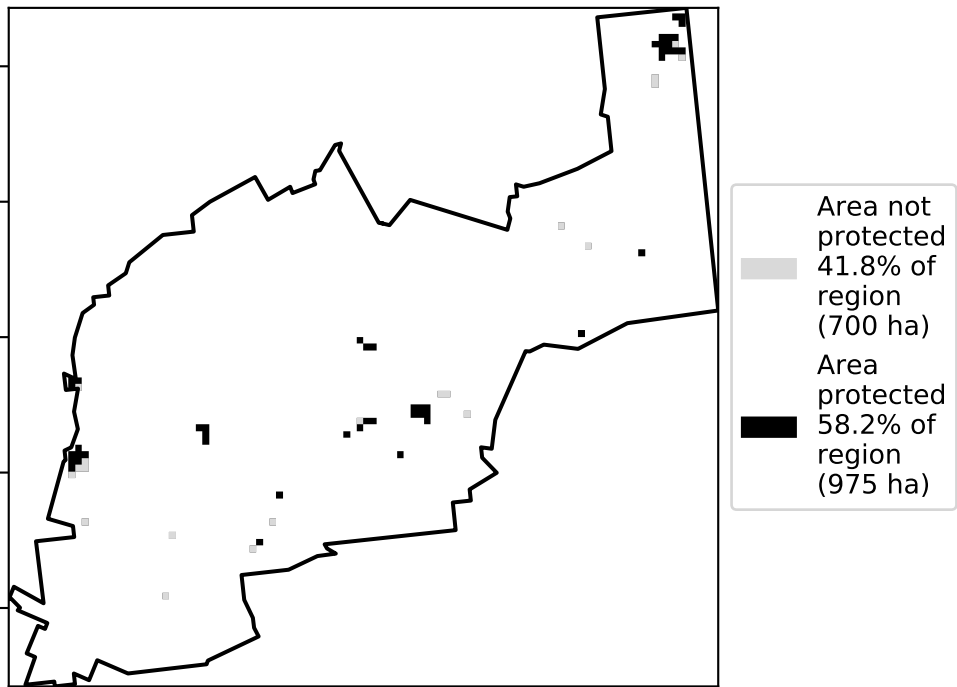 Area not
protected
41.8% of
region
(700 ha)
Area
protected
58.2% of
region
(975 ha)